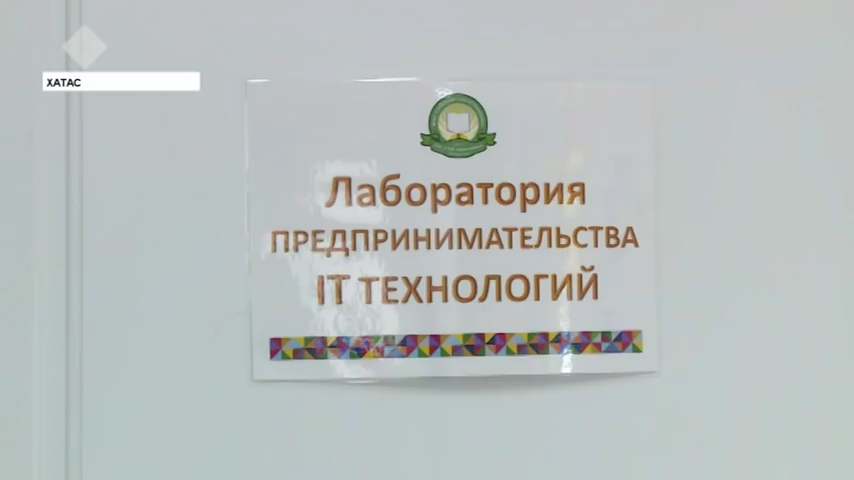 ХАТАС
Лаборатория
ПРЕДПРИНИМАТЕЛЬСТВА
IT ТЕХНОЛОГИЙ